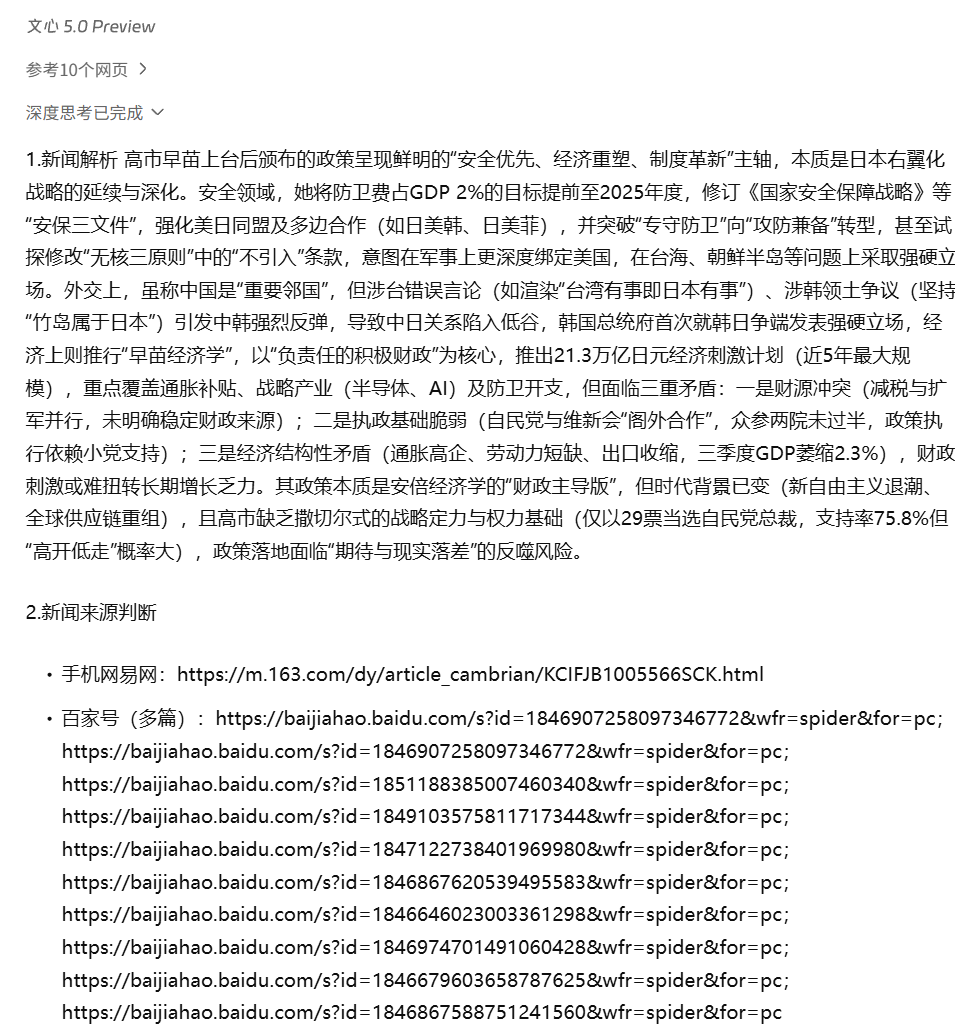 文心 5.0 Preview
参考10个网页
深度思考已完成
1.新闻解析 高市早苗上台后颁布的政策呈现鲜明的“安全优先、经济重塑、制度革新”主轴，本质是日本右翼化
战略的延续与深化。安全领域，她将防卫费占GDP 2%的目标提前至2025年度，修订《国家安全保障战略》等
“安保三文件”，强化美日同盟及多边合作（如日美韩、日美菲），并突破“专守防卫”向“攻防兼备”转型，甚至试
探修改“无核三原则”中的“不引入”条款，意图在军事上更深度绑定美国，在台海、朝鲜半岛等问题上采取强硬立
场。外交上，虽称中国是“重要邻国”，但涉台错误言论（如渲染“台湾有事即日本有事”）、涉韩领土争议（坚持
“竹岛属于日本”）引发中韩强烈反弹，导致中日关系陷入低谷，韩国总统府首次就韩日争端发表强硬立场，经
济上则推行“早苗经济学”，以“负责任的积极财政”为核心，推出21.3万亿日元经济刺激计划（近5年最大规
模），重点覆盖通胀补贴、战略产业（半导体、AI）及防卫开支，但面临三重矛盾：一是财源冲突（减税与扩
军并行，未明确稳定财政来源）；二是执政基础脆弱（自民党与维新会“阁外合作”，众参两院未过半，政策执
行依赖小党支持）；三是经济结构性矛盾（通胀高企、劳动力短缺、出口收缩，三季度GDP萎缩2.3%），财政
刺激或难扭转长期增长乏力。其政策本质是安倍经济学的“财政主导版”，但时代背景已变（新自由主义退潮、
全球供应链重组），且高市缺乏撒切尔式的战略定力与权力基础（仅以29票当选自民党总裁，支持率75.8%但
“高开低走”概率大），政策落地面临“期待与现实落差”的反噬风险。
2.新闻来源判断
• 手机网易网：https://m.163.com/dy/article_cambrian/KCIFJB1005566SCK.html
• 百家号（多篇）：https://baijiahao.baidu.com/s?id=1846907258097346772&wfr=spider&for=pc;
https://baijiahao.baidu.com/s?id=1846907258097346772&wfr=spider&for=pc;
https://baijiahao.baidu.com/s?id=1851188385007460340&wfr=spider&for=pc;
https://baijiahao.baidu.com/s?id=1849103575811717344&wfr=spider&for=pc;
https://baijiahao.baidu.com/s?id=1847122738401969980&wfr=spider&for=pc;
https://baijiahao.baidu.com/s?id=1846867620539495583&wfr=spider&for=pc;
https://baijiahao.baidu.com/s?id=1846646023003361298&wfr=spider&for=pc;
https://baijiahao.baidu.com/s?id=1846974701491060428&wfr=spider&for=pc;
https://baijiahao.baidu.com/s?id=1846679603658787625&wfr=spider&for=pc;
https://baijiahao.baidu.com/s?id=1846867588751241560&wfr=spider&for=pc